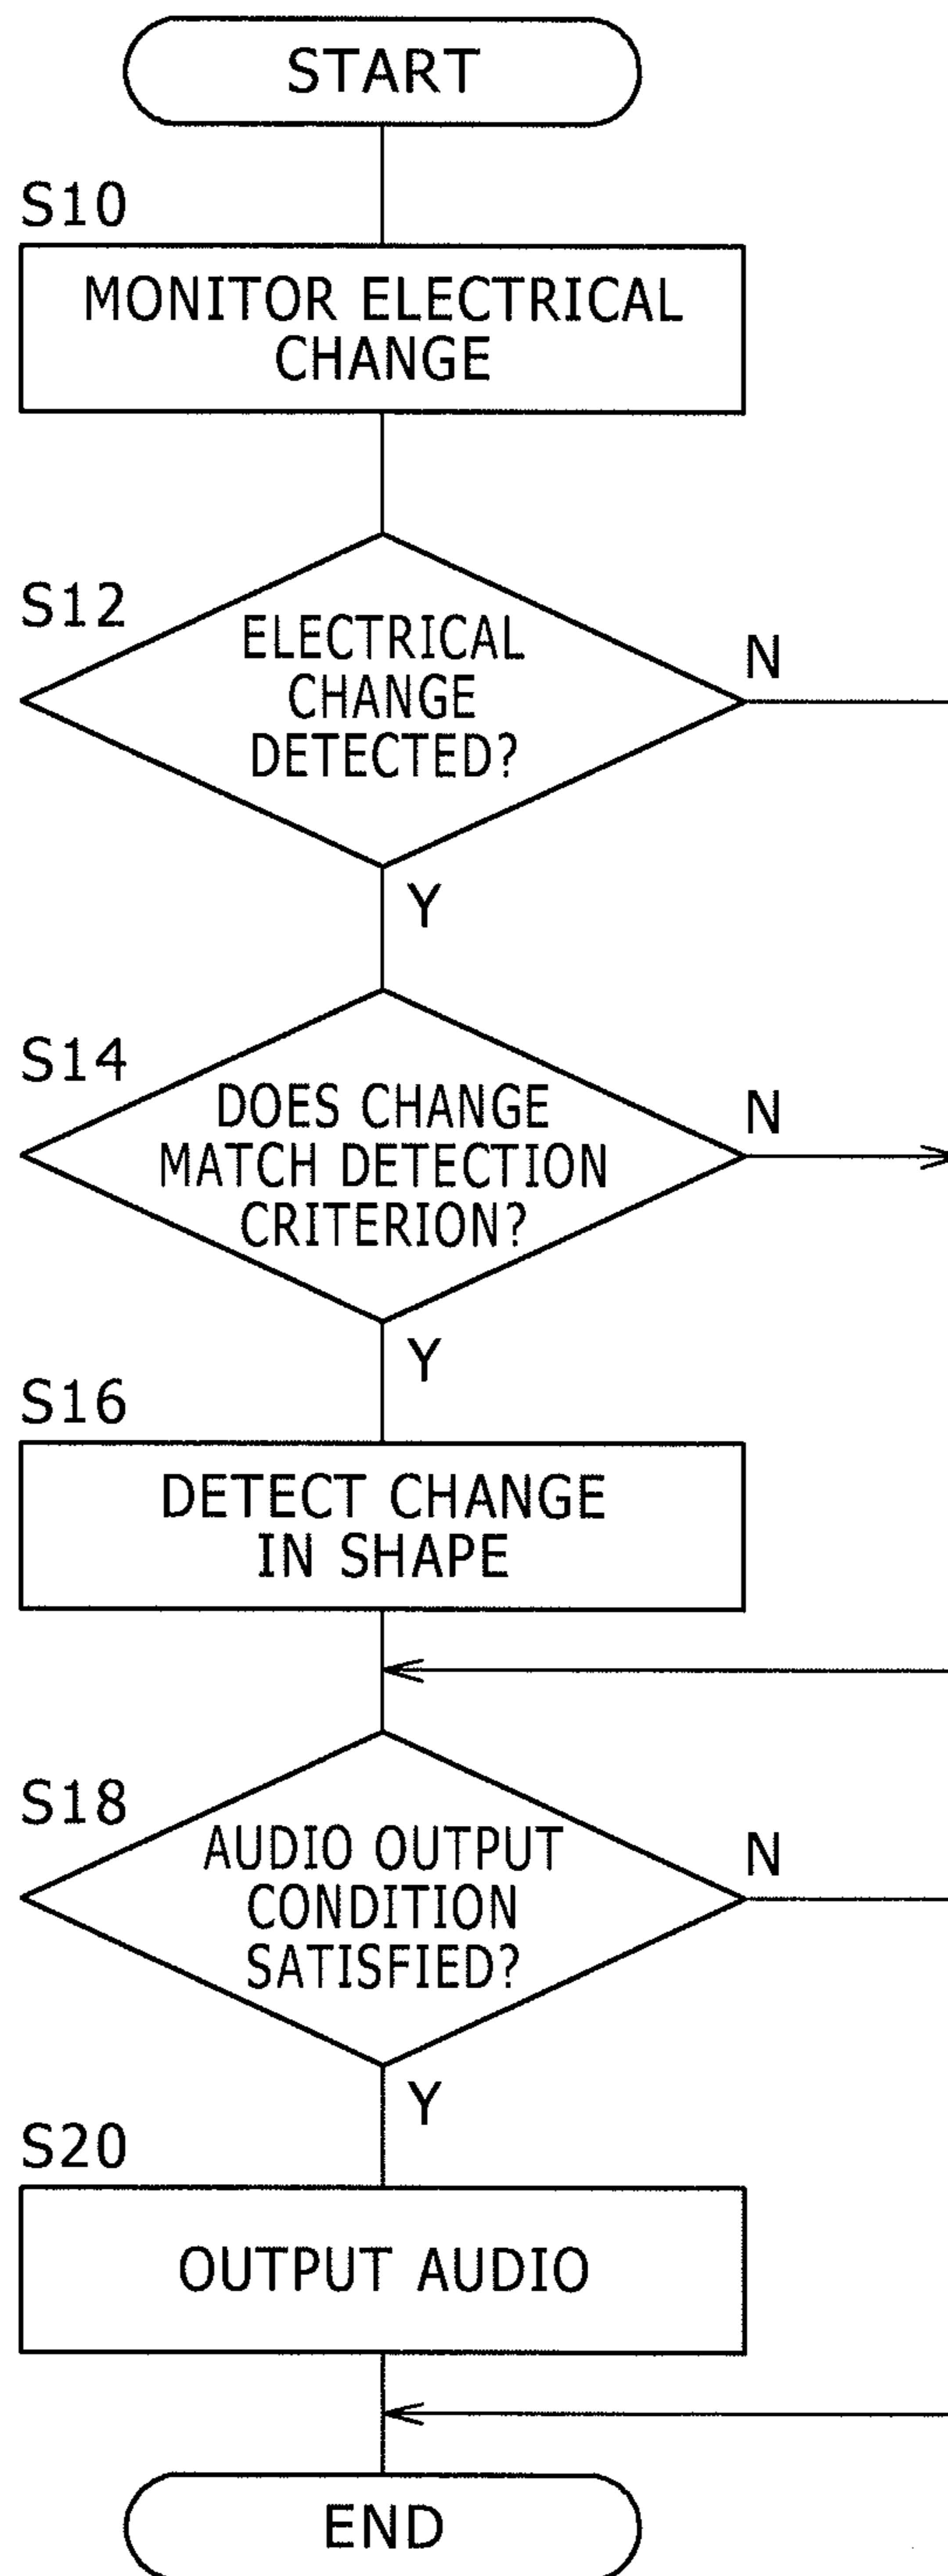 START
S10
MONITOR ELECTRICAL
CHANGE
S12
ELECTRICAL
CHANGE
DETECTED?
N
Y
S14
DOES CHANGE
MATCH DETECTION
CRITERION?
N
Y
S16
DETECT CHANGE
IN SHAPE
S18
AUDIO OUTPUT
CONDITION
SATISFIED?
N
Y
S20
OUTPUT AUDIO
END